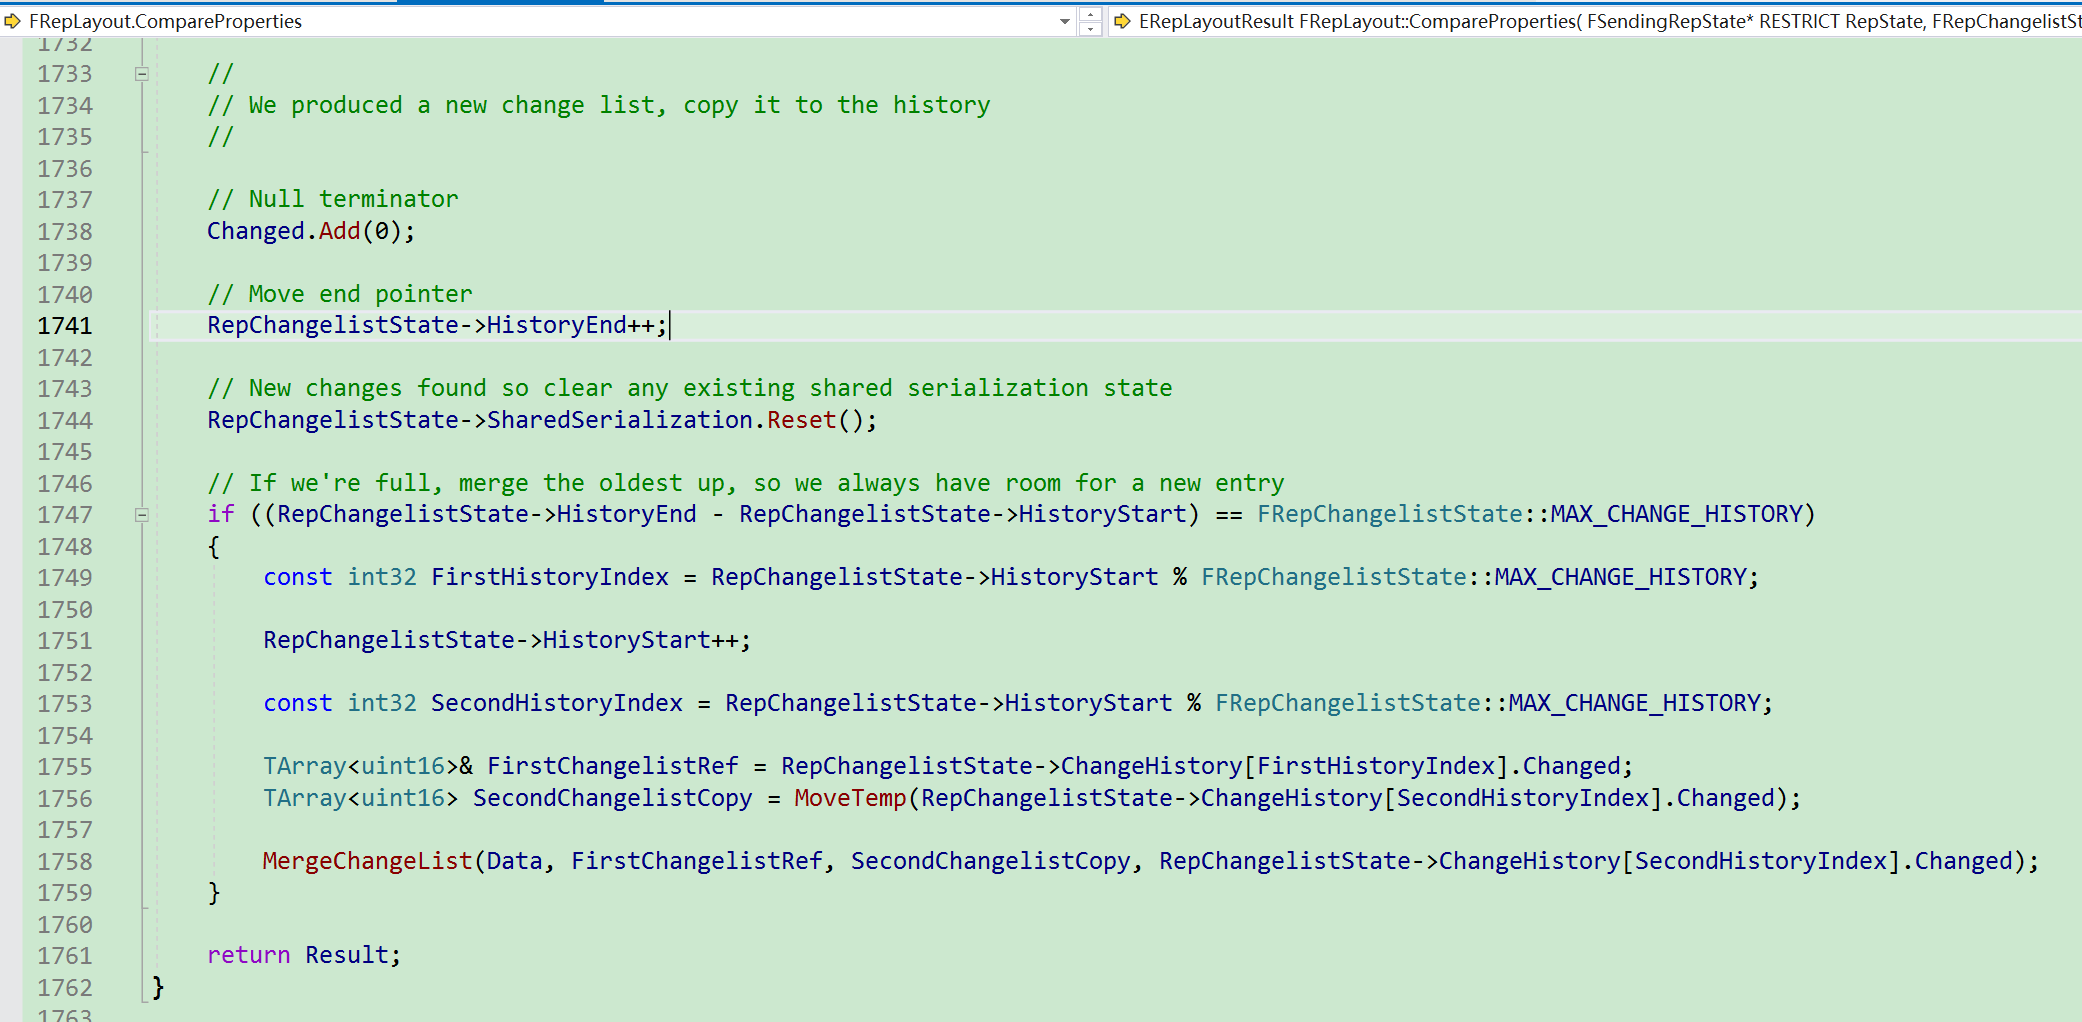 FRepLayout.CompareProperties
ERepLayoutResult FRepLayout::CompareProperties( FSendingRepState* RESTRICT RepState, FRepChangelistSt
1732
1733 //
1734 // We produced a new change list, copy it to the history
1735 //
1736
1737 // Null terminator
1738 Changed.Add(0);
1739
1740 // Move end pointer
1741 RepChangelistState->HistoryEnd++;
1742
1743 // New changes found so clear any existing shared serialization state
1744 RepChangelistState->SharedSerialization.Reset();
1745
1746 // If we're full, merge the oldest up, so we always have room for a new entry
1747 if ((RepChangelistState->HistoryEnd - RepChangelistState->HistoryStart) == FRepChangelistState::MAX_CHANGE_HISTORY)
1748 {
1749 const int32 FirstHistoryIndex = RepChangelistState->HistoryStart % FRepChangelistState::MAX_CHANGE_HISTORY;
1750
1751 RepChangelistState->HistoryStart++;
1752
1753 const int32 SecondHistoryIndex = RepChangelistState->HistoryStart % FRepChangelistState::MAX_CHANGE_HISTORY;
1754
1755 TArray<uint16>& FirstChangelistRef = RepChangelistState->ChangeHistory[FirstHistoryIndex].Changed;
1756 TArray<uint16> SecondChangelistCopy = MoveTemp(RepChangelistState->ChangeHistory[SecondHistoryIndex].Changed);
1757
1758 MergeChangeList(Data, FirstChangelistRef, SecondChangelistCopy, RepChangelistState->ChangeHistory[SecondHistoryIndex].Changed);
1759 }
1760
1761 return Result;
1762 }
1763